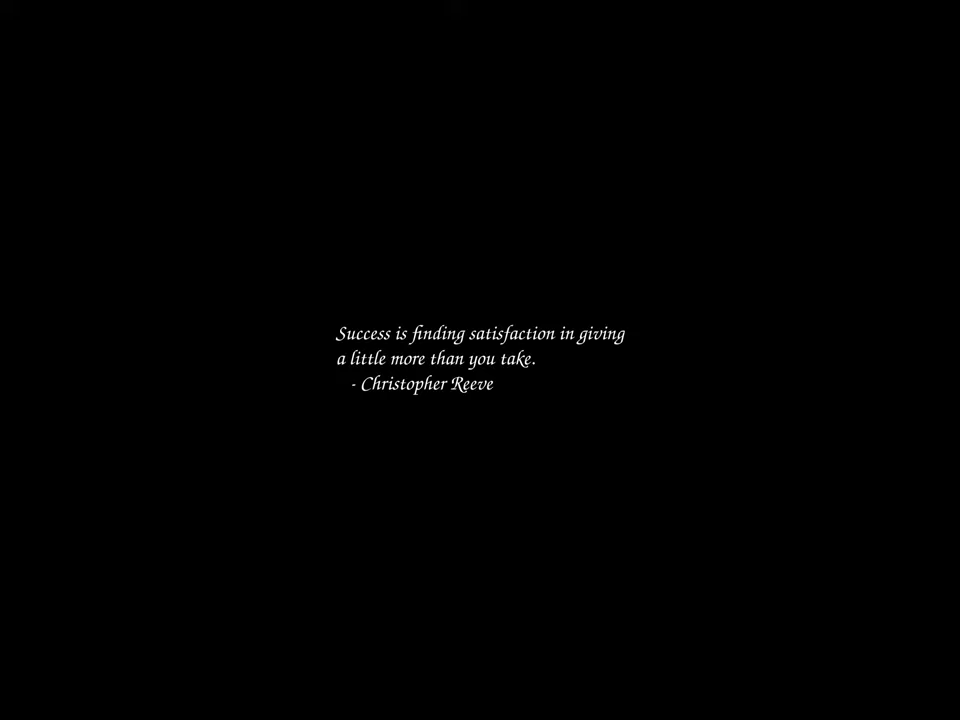 Success is finding satisfaction in giving
a little more than you take.
- Christopher Reeve